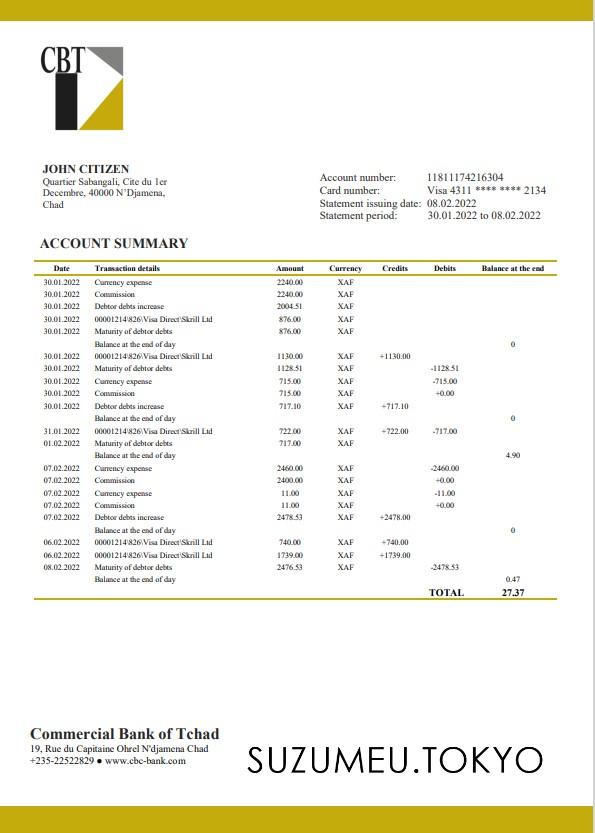 CBT
JOHN CITIZEN
Quartier Sabangali, Cite du 1er
Decembre, 40000 N'Djamena,
Chad
Account number: 11811174216304
Card number: Visa 4311 **** **** 2134
Statement issuing date: 08.02.2022
Statement period: 30.01.2022 to 08.02.2022
ACCOUNT SUMMARY
Date Transaction details Amount Currency Credits Debits Balance at the end
30.01.2022 Currency expense 2240.00 XAF
30.01.2022 Commission 2240.00 XAF
30.01.2022 Debtor debts increase 2004.51 XAF
30.01.2022 00001214\826\Visa Direct\Skrill Ltd 876.00 XAF
30.01.2022 Maturity of debtor debts 876.00 XAF
Balance at the end of day 0
30.01.2022 00001214\826\Visa Direct\Skrill Ltd 1130.00 XAF +1130.00
30.01.2022 Maturity of debtor debts 1128.51 XAF -1128.51
30.01.2022 Currency expense 715.00 XAF -715.00
30.01.2022 Commission 715.00 XAF +0.00
30.01.2022 Debtor debts increase 717.10 XAF +717.10
Balance at the end of day 0
31.01.2022 00001214\826\Visa Direct\Skrill Ltd 722.00 XAF +722.00 -717.00
01.02.2022 Maturity of debtor debts 717.00 XAF
Balance at the end of day 4.90
07.02.2022 Currency expense 2460.00 XAF -2460.00
07.02.2022 Commission 2400.00 XAF +0.00
07.02.2022 Currency expense 11.00 XAF -11.00
07.02.2022 Commission 11.00 XAF +0.00
07.02.2022 Debtor debts increase 2478.53 XAF +2478.00
Balance at the end of day 0
06.02.2022 00001214\826\Visa Direct\Skrill Ltd 740.00 XAF +740.00
06.02.2022 00001214\826\Visa Direct\Skrill Ltd 1739.00 XAF +1739.00
08.02.2022 Maturity of debtor debts 2476.53 XAF -2478.53
Balance at the end of day 0.47
TOTAL 27.37
Commercial Bank of Tchad
19, Rue du Capitaine Ohrel N'djamena Chad
+235-22522829 ● www.cbc-bank.com
SUZUMEU.TOKYO